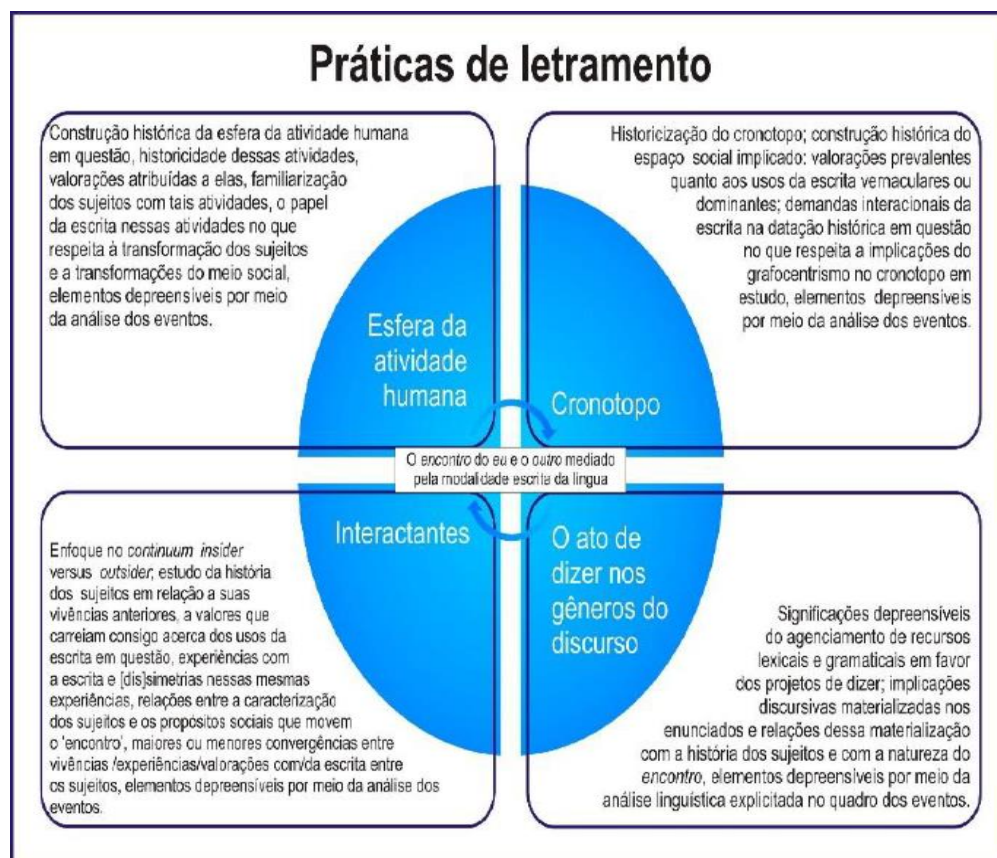 Práticas de letramento
Construção histórica da esfera da atividade humana
em questão, historicidade dessas atividades,
valorações atribuídas a elas, familiarização
dos sujeitos com tais atividades, o papel
da escrita nessas atividades no que
respeita à transformação dos sujeitos
e a transformações do meio social,
elementos depreensíveis por meio
da análise dos eventos.
Esfera da
atividade
humana
Historicização do cronotopo; construção histórica do
espaço social implicado: valorações prevalentes
quanto aos usos da escrita vernaculares ou
dominantes; demandas interacionais da
escrita na datação histórica em questão
no que respeita a implicações do
grafocentrismo no cronotopo em
estudo, elementos depreensíveis
por meio da análise dos eventos.
Cronotopo
O encontro do eu e o outro mediado
pela modalidade escrita da língua
Interactantes
Enfoque no continuum insider
versus outsider; estudo da história
dos sujeitos em relação a suas
vivências anteriores, a valores que
carreiam consigo acerca dos usos da
escrita em questão, experiências com
a escrita e [dis]simetrias nessas mesmas
experiências, relações entre a caracterização
dos sujeitos e os propósitos sociais que movem
o 'encontro', maiores ou menores convergências entre
vivências /experiências/valorações com/da escrita entre
os sujeitos, elementos depreensíveis por meio da análise dos
eventos.
O ato de
dizer nos
gêneros do
discurso
Significações depreensíveis
do agenciamento de recursos
lexicais e gramaticais em favor
dos projetos de dizer; implicações
discursivas materializadas nos
enunciados e relações dessa materialização
com a história dos sujeitos e com a natureza do
encontro, elementos depreensíveis por meio da
análise linguística explicitada no quadro dos eventos.